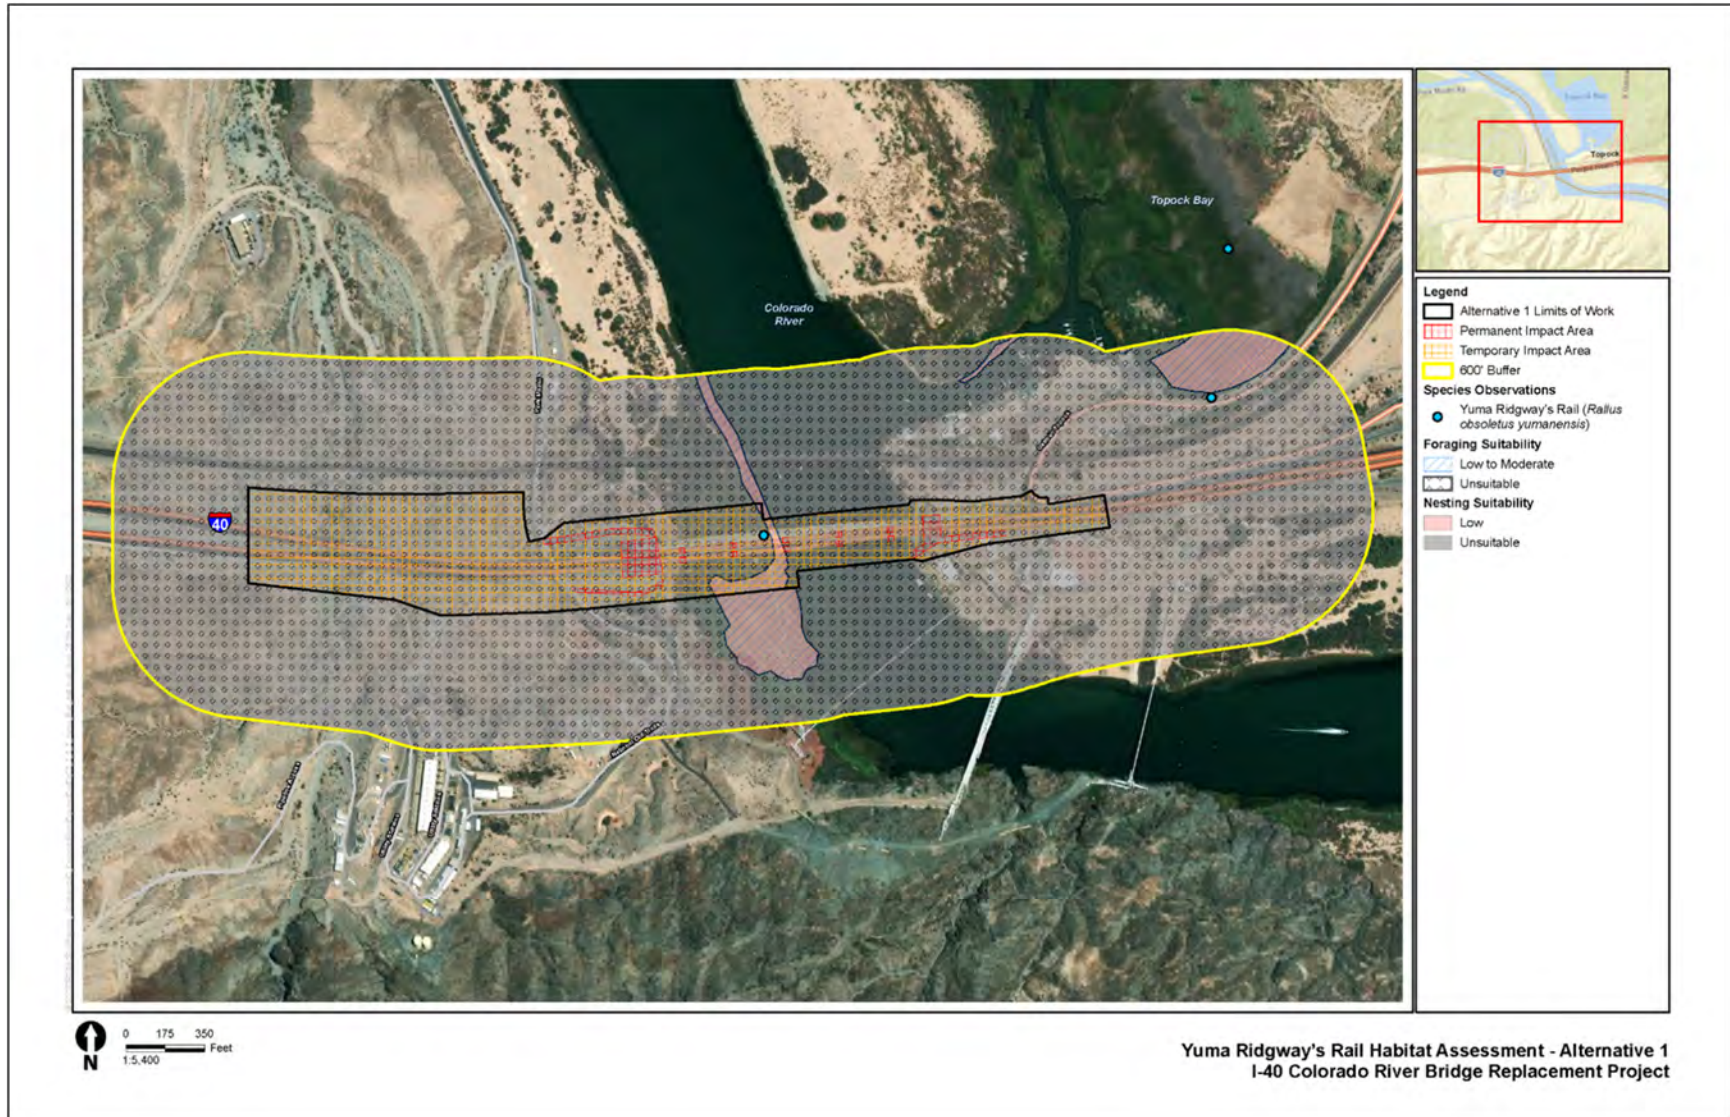 Topock Bay
Colorado
River
40
Topock Bay
Topock
40
Legend
Alternative 1 Limits of Work
Permanent Impact Area
Temporary Impact Area
600' Buffer
Species Observations
Yuma Ridgway's Rail (Rallus
obsoletus yumanensis)
Foraging Suitability
Low to Moderate
Unsuitable
Nesting Suitability
Low
Unsuitable
N
0 175 350
Feet
1:5,400
Yuma Ridgway's Rail Habitat Assessment - Alternative 1
I-40 Colorado River Bridge Replacement Project